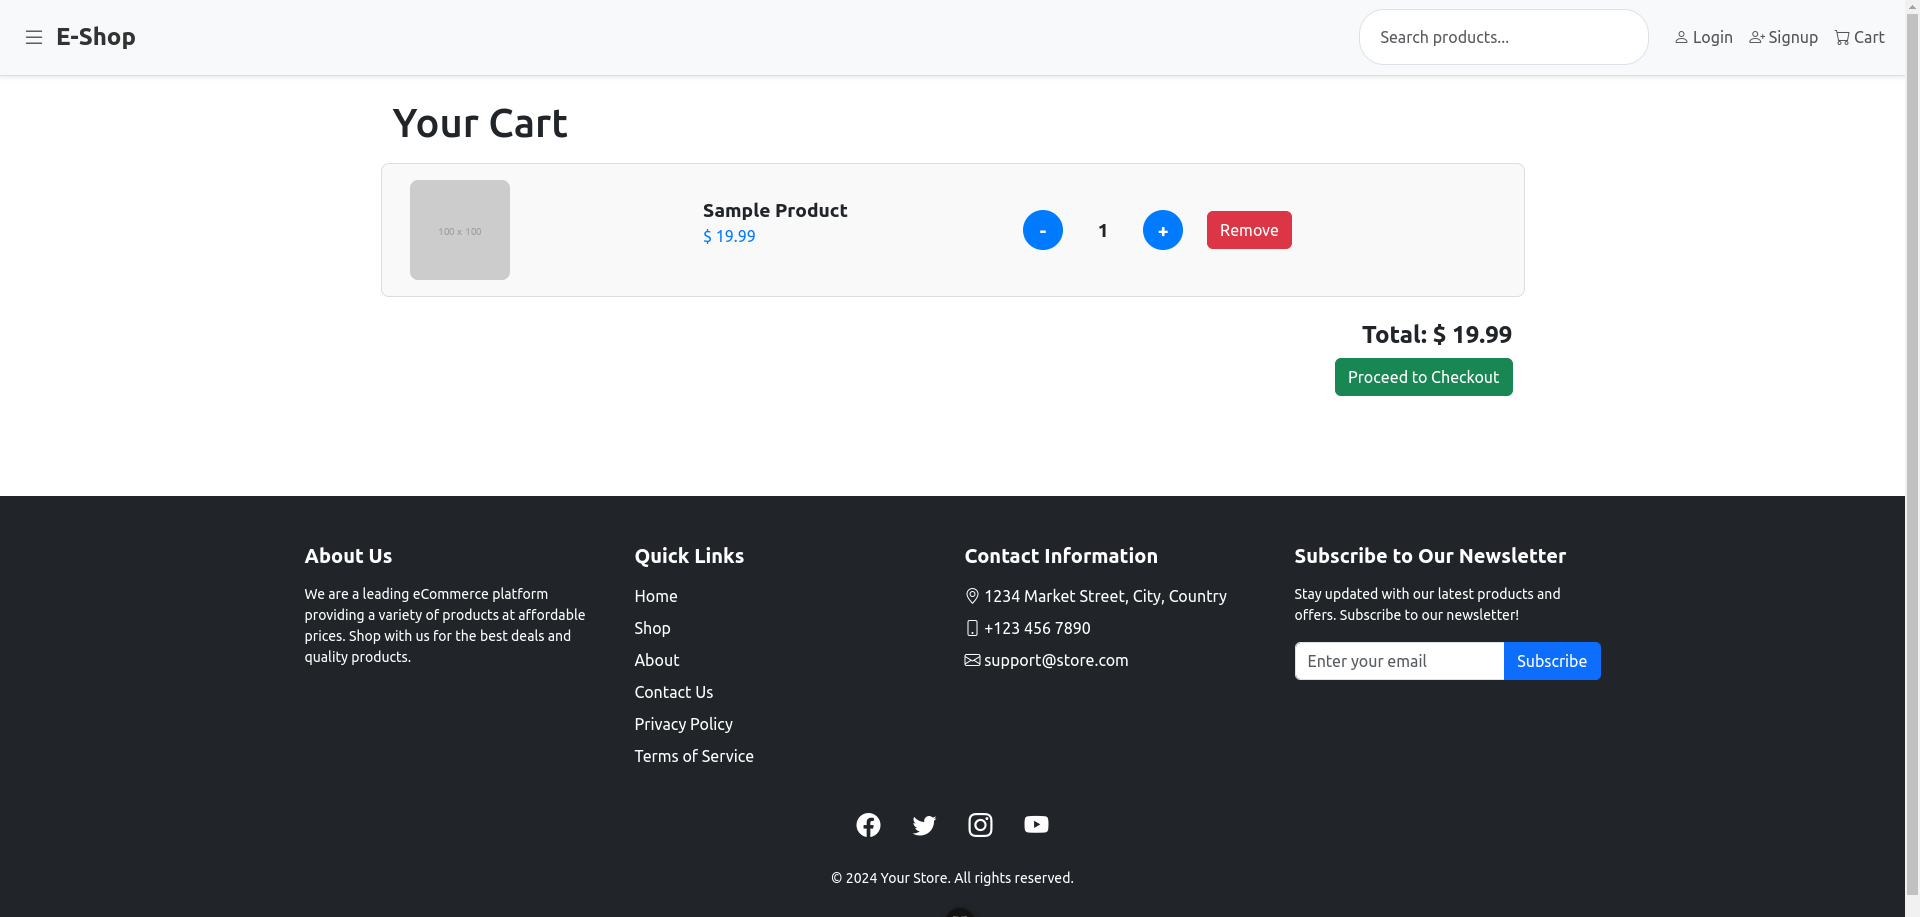 E-Shop
Search products...
Login
Signup
Cart
Your Cart
100 x 100
Sample Product
$ 19.99
-
1
+
Remove
Total: $ 19.99
Proceed to Checkout
About Us
We are a leading eCommerce platform
providing a variety of products at affordable
prices. Shop with us for the best deals and
quality products.
Quick Links
Home
Shop
About
Contact Us
Privacy Policy
Terms of Service
Contact Information
1234 Market Street, City, Country
+123 456 7890
support@store.com
Subscribe to Our Newsletter
Stay updated with our latest products and
offers. Subscribe to our newsletter!
Enter your email
Subscribe
© 2024 Your Store. All rights reserved.